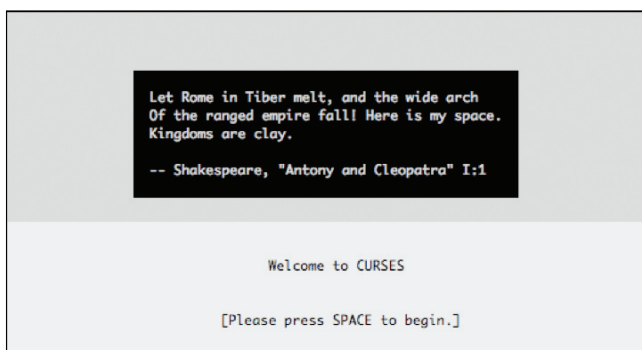 Let Rome in Tiber melt, and the wide arch
Of the ranged empire fall! Here is my space.
Kingdoms are clay.
-- Shakespeare, "Antony and Cleopatra" I:1
Welcome to CURSES
[Please press SPACE to begin.]